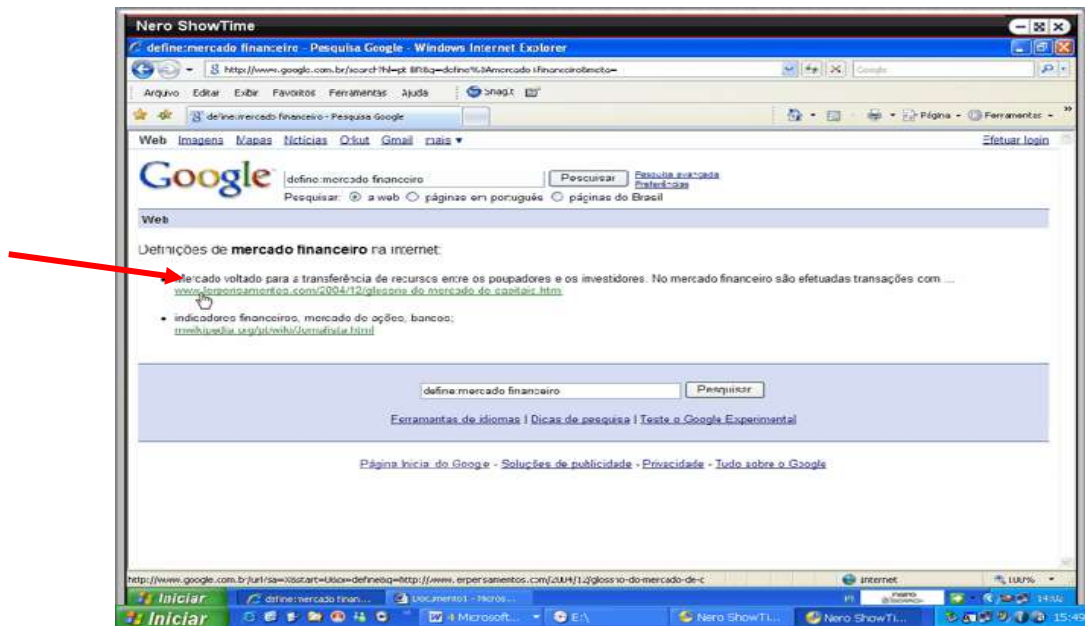 Nero ShowTime
define:mercado financeiro - Pesquisa Google - Windows Internet Explorer
Google
Arquivo Editar Exibir Favoritos Ferramentas Ajuda SnagIt
define:mercado financeiro - Pesquisa Google Página Ferramentas
Web Imagens Mapas Notícias Orkut Gmail mais ▼ Efetuar login
Google define:mercado financeiro Pesquisar Pesquisa avançada
Preferências
Pesquisar: a web páginas em português páginas do Brasil
Web
Definições de mercado financeiro na internet:
• Mercado voltado para a transferência de recursos entre os poupadores e os investidores. No mercado financeiro são efetuadas transações com ...
• indicadores financeiros, mercado de ações, bancos;
define:mercado financeiro Pesquisar
Ferramentas de idiomas | Dicas de pesquisa | Teste o Google Experimental
Página Inicial do Google - Soluções de publicidade - Privacidade - Tudo sobre o Google
Internet 100%
Iniciar define:mercado finan... Documento1 - Micros... 14:02
Iniciar 4 Microsoft... E:\ Nero ShowTi... Nero ShowTi... 15:49